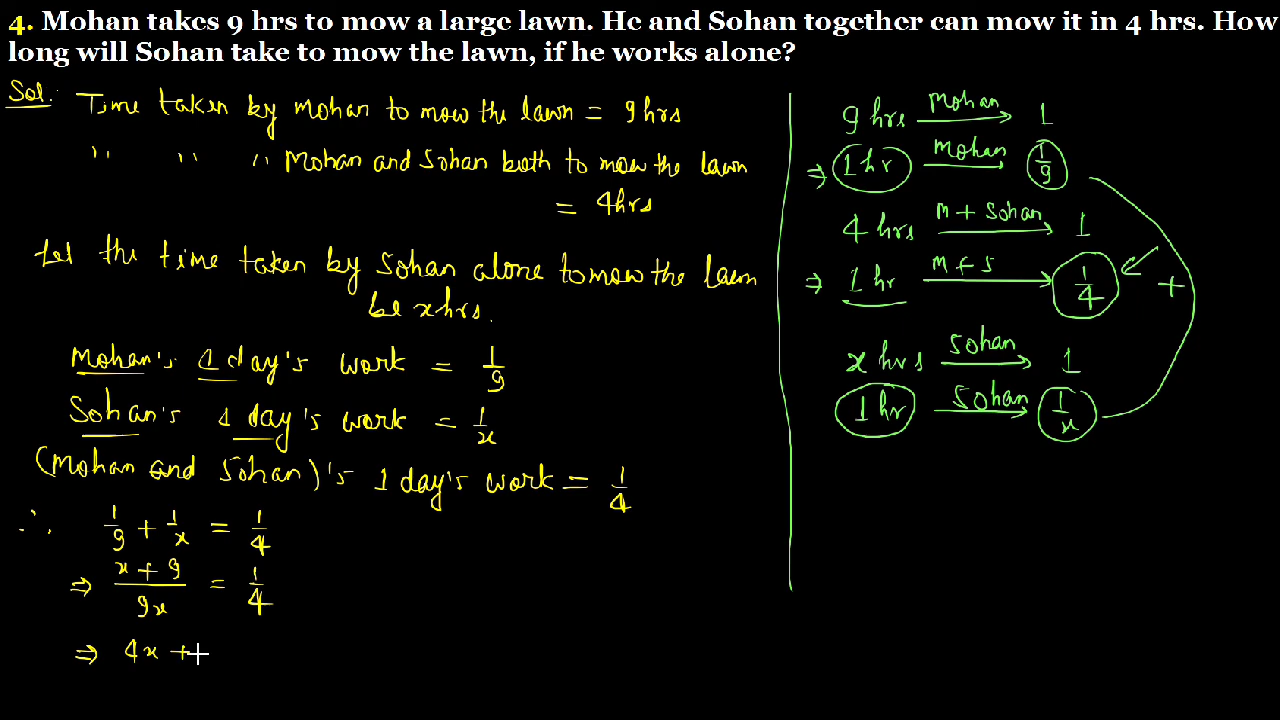 4. Mohan takes 9 hrs to mow a large lawn. He and Sohan together can mow it in 4 hrs. How
long will Sohan take to mow the lawn, if he works alone?
Sol. Time taken by Mohan to mow the lawn = 9 hrs
" " " Mohan and Sohan both to mow the lawn
= 4hrs
Let the time taken by Sohan alone to mow the lawn
be x hrs.
Mohan's 1 day's work = 1/9
Sohan's 1 day's work = 1/x
(Mohan and Sohan)'s 1 day's work = 1/4
∴ 1/9 + 1/x = 1/4
⇒ x + 9 / 9x = 1/4
⇒ 4x +
9 hrs Mohan → 1
⇒ 1 hr Mohan → 1/9
4 hrs M + Sohan → 1
⇒ 1 hr M + S → 1/4
+
x hrs Sohan → 1
1 hr Sohan → 1/x